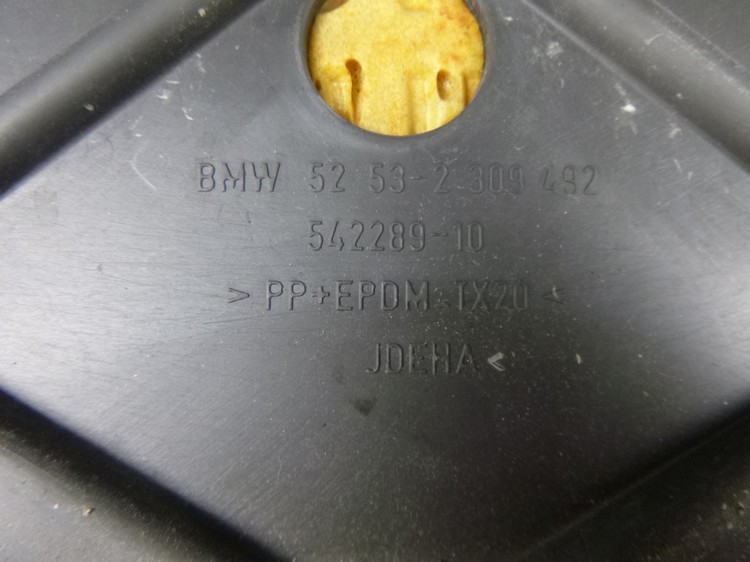 BMW 52 53-2 309 492
542289-10
> PP+EPDM-TX20 <
JDEHA <